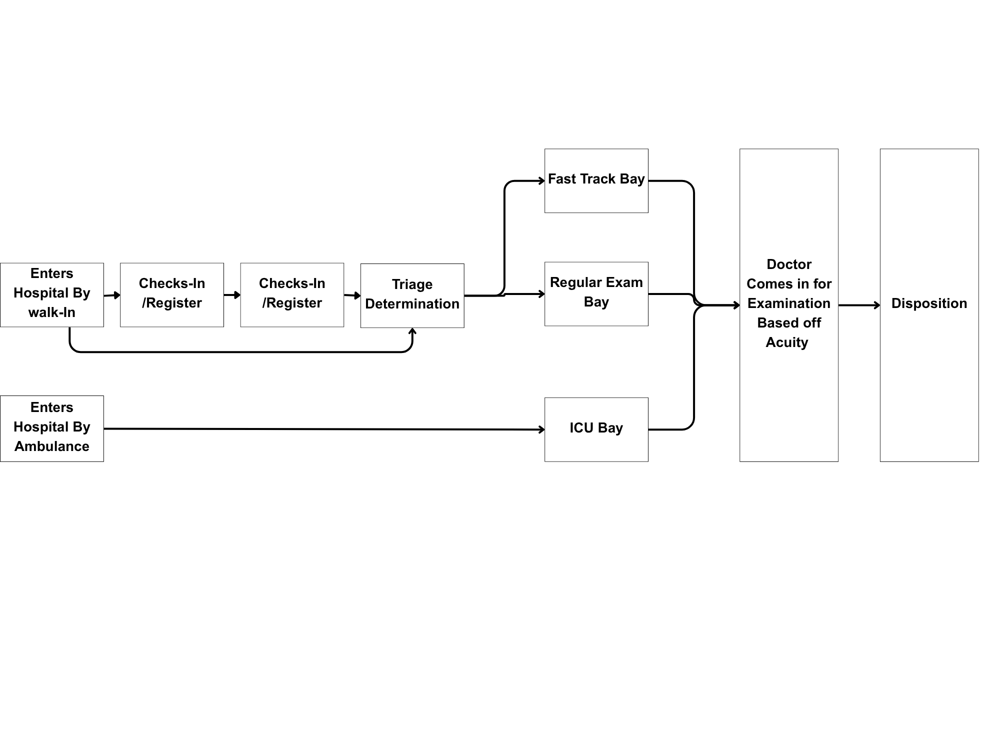 Enters
Hospital By
walk-In
Checks-In
/Register
Checks-In
/Register
Triage
Determination
Fast Track Bay
Regular Exam
Bay
Enters
Hospital By
Ambulance
ICU Bay
Doctor
Comes in for
Examination
Based off
Acuity
Disposition